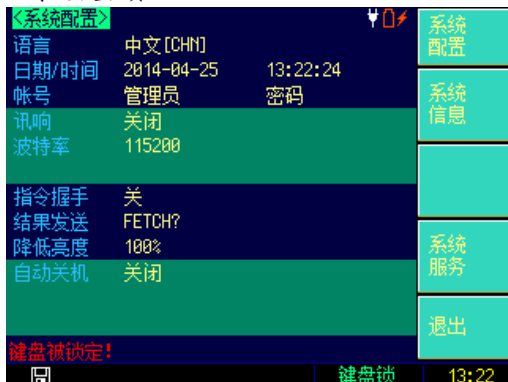 <系统配置>
系统配置
语言 中文[CHN]
日期/时间 2014-04-25 13:22:24
帐号 管理员 密码
系统信息
讯响 关闭
波特率 115200
指令握手 关
结果发送 FETCH?
降低亮度 100%
系统服务
自动关机 关闭
退出
键盘被锁定!
键盘锁 13:22